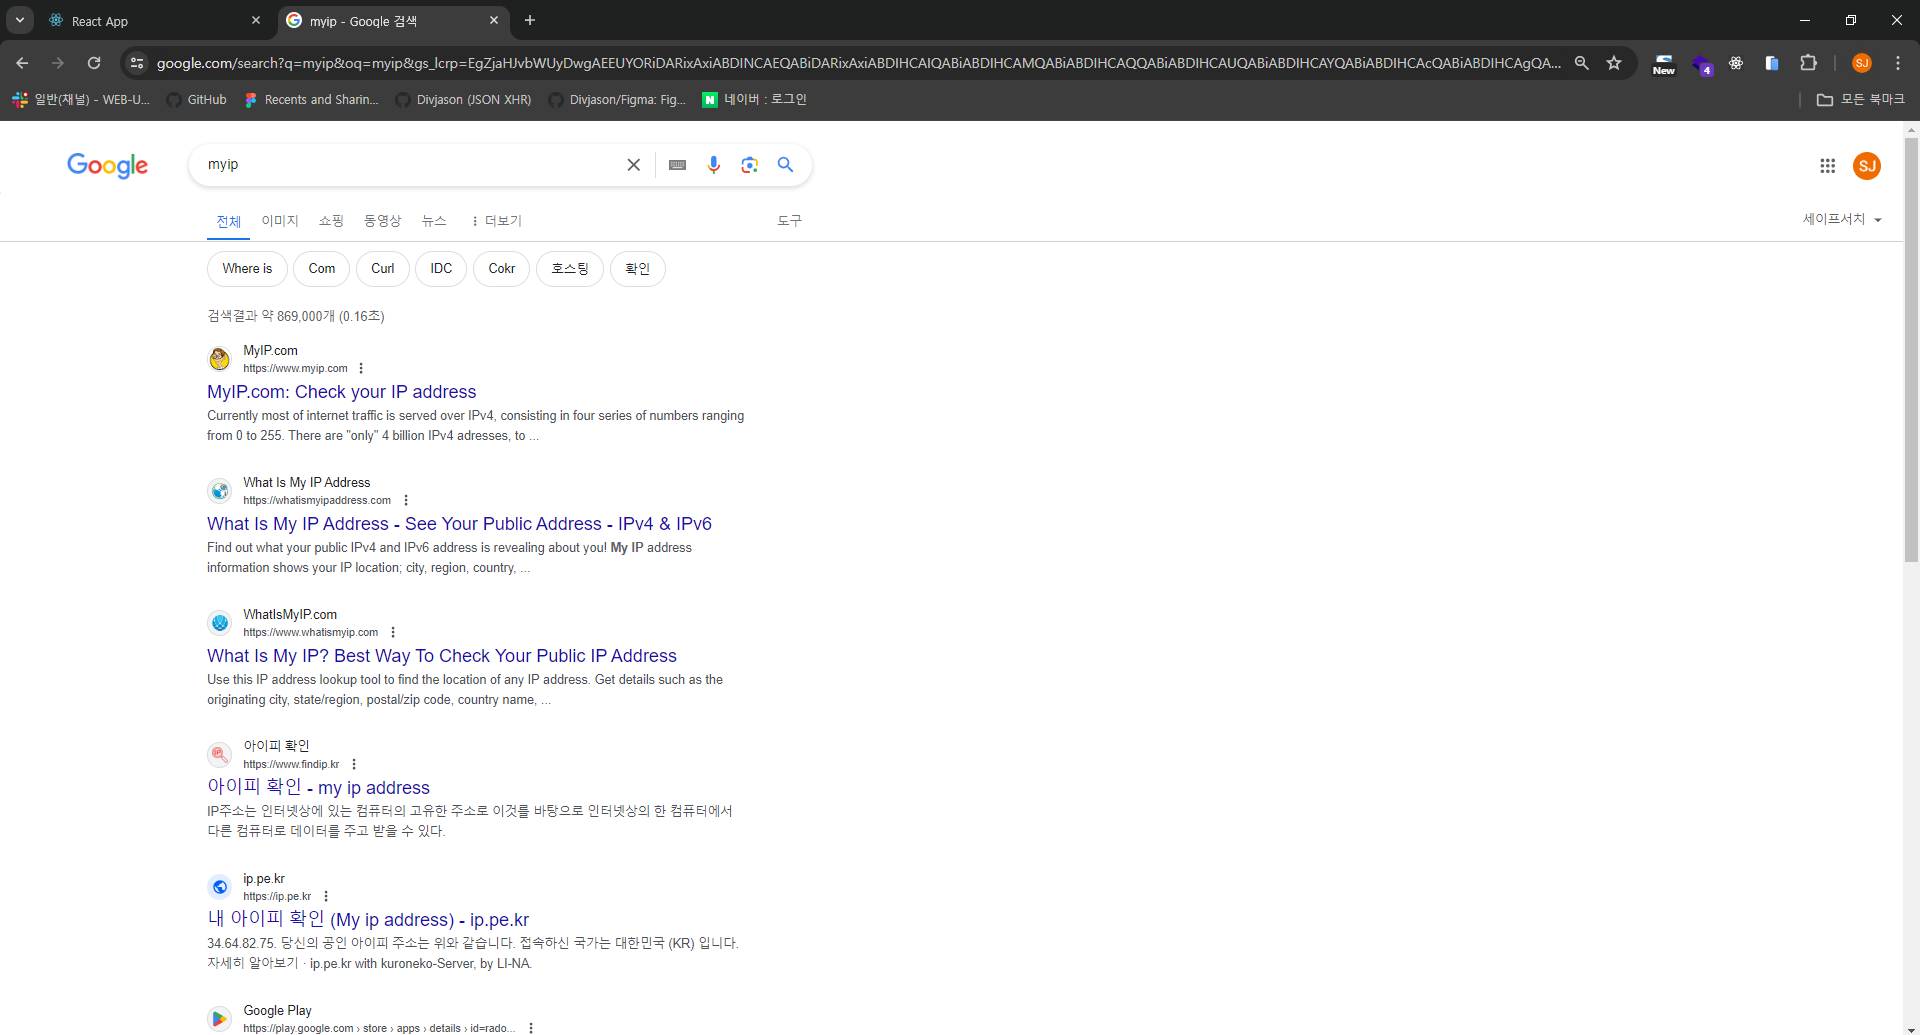 React App
myip - Google 검색
google.com/search?q=myip&oq=myip&gs_lcrp=EgZjaHJvbWUyDwgAEEUYORiDARixAxiABDINCAEQABiDARixAxiABDIHCAIQABiABDIHCAMQABiABDIHCAQQABiABDIHCAUQABiABDIHCAYQABiABDIHCAcQABiABDIHCAgQA...
New
4
SJ
일반(채널) - WEB-U...
GitHub
Recents and Sharin...
Divjason (JSON XHR)
Divjason/Figma: Fig...
N 네이버 : 로그인
모든 북마크
Google
myip
SJ
전체 이미지 쇼핑 동영상 뉴스 더보기 도구
세이프서치
Where is Com Curl IDC Cokr 호스팅 확인
검색결과 약 869,000개 (0.16초)
MyIP.com
https://www.myip.com
MyIP.com: Check your IP address
Currently most of internet traffic is served over IPv4, consisting in four series of numbers ranging
from 0 to 255. There are "only" 4 billion IPv4 adresses, to ...
What Is My IP Address
https://whatismyipaddress.com
What Is My IP Address - See Your Public Address - IPv4 & IPv6
Find out what your public IPv4 and IPv6 address is revealing about you! My IP address
information shows your IP location; city, region, country, ...
WhatIsMyIP.com
https://www.whatismyip.com
What Is My IP? Best Way To Check Your Public IP Address
Use this IP address lookup tool to find the location of any IP address. Get details such as the
originating city, state/region, postal/zip code, country name, ...
아이피 확인
https://www.findip.kr
아이피 확인 - my ip address
IP주소는 인터넷상에 있는 컴퓨터의 고유한 주소로 이것를 바탕으로 인터넷상의 한 컴퓨터에서
다른 컴퓨터로 데이터를 주고 받을 수 있다.
ip.pe.kr
https://ip.pe.kr
내 아이피 확인 (My ip address) - ip.pe.kr
34.64.82.75. 당신의 공인 아이피 주소는 위와 같습니다. 접속하신 국가는 대한민국 (KR) 입니다.
자세히 알아보기 · ip.pe.kr with kuroneko-Server, by LI-NA.
Google Play
https://play.google.com › store › apps › details › id=rado...